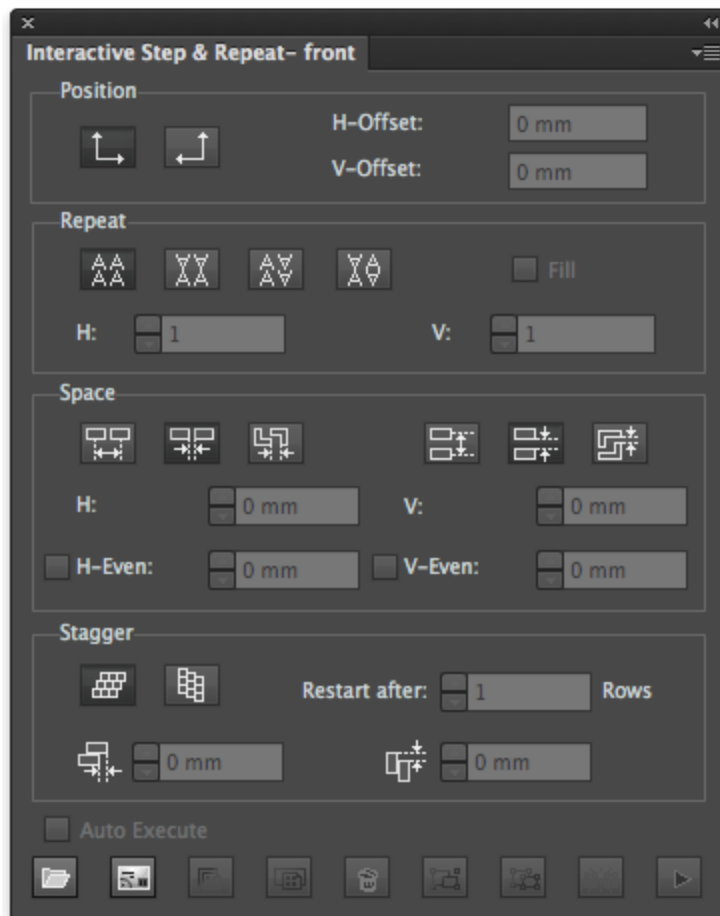 Interactive Step & Repeat- front
Position
H-Offset: 0 mm
V-Offset: 0 mm
Repeat
Fill
H: 1 V: 1
Space
H: 0 mm V: 0 mm
H-Even: 0 mm V-Even: 0 mm
Stagger
Restart after: 1 Rows
0 mm 0 mm
Auto Execute